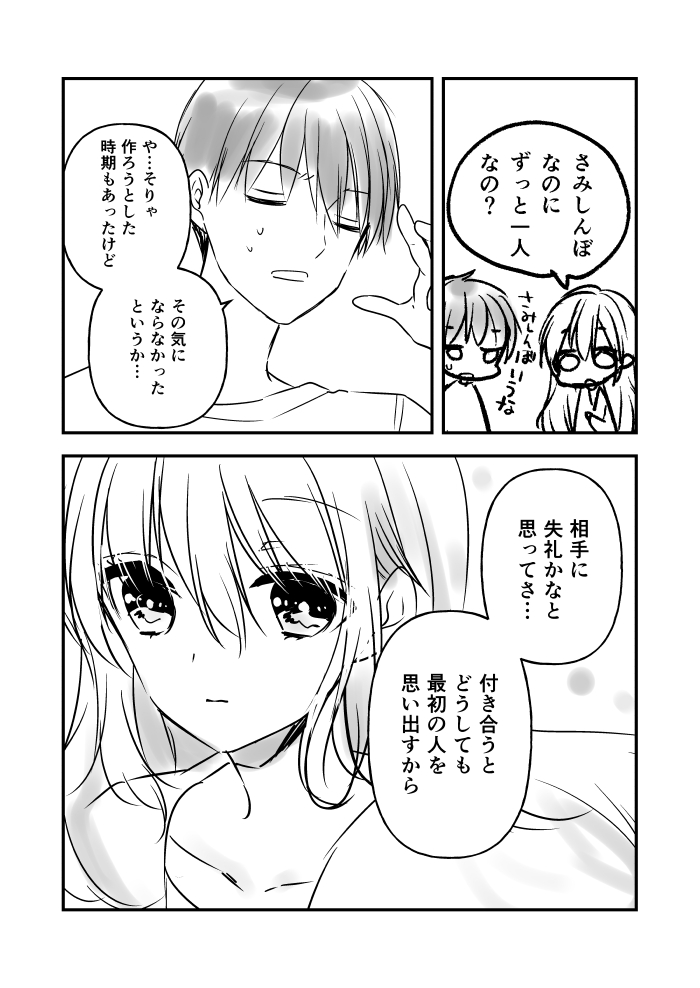 さみしんぼ
なのに
ずっと一人
なの？
さみしんぼいうな
や…そりゃ
作ろうとした
時期もあったけど
その気に
ならなかった
というか…
相手に
失礼かなと
思ってさ…
付き合うと
どうしても
最初の人を
思い出すから